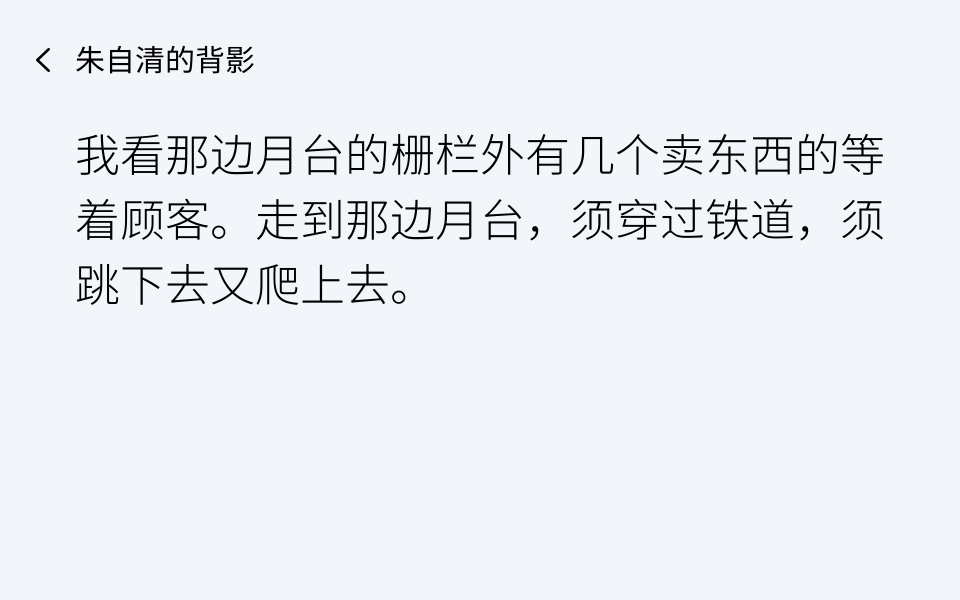 朱自清的背影
我看那边月台的栅栏外有几个卖东西的等
着顾客。走到那边月台，须穿过铁道，须
跳下去又爬上去。